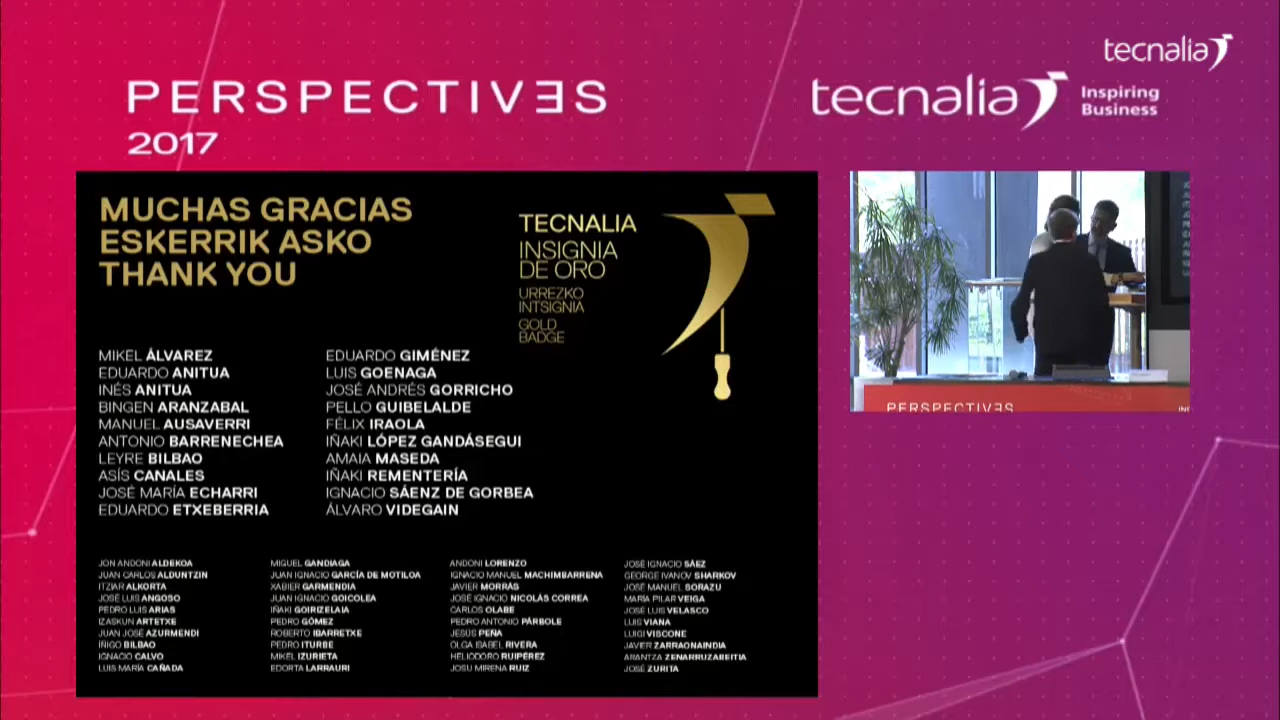 tecnalia
PERSPECTIVES
2017
tecnalia Inspiring
Business
MUCHAS GRACIAS
ESKERRIK ASKO
THANK YOU
TECNALIA
INSIGNIA
DE ORO
URREZKO
INTSIGNIA
GOLD
BADGE
MIKEL ÁLVAREZ
EDUARDO ANITUA
INÉS ANITUA
BINGEN ARANZABAL
MANUEL AUSAVERRI
ANTONIO BARRENECHEA
LEYRE BILBAO
ASÍS CANALES
JOSÉ MARÍA ECHARRI
EDUARDO ETXEBERRIA
EDUARDO GIMÉNEZ
LUIS GOENAGA
JOSÉ ANDRÉS GORRICHO
PELLO GUIBELALDE
FÉLIX IRAOLA
IÑAKI LÓPEZ GANDÁSEGUI
AMAIA MASEDA
IÑAKI REMENTERÍA
IGNACIO SÁENZ DE GORBEA
ÁLVARO VIDEGAIN
JON ANDONI ALDEKOA
JUAN CARLOS ALDUNTZIN
ITZIAR ALKORTA
JOSÉ LUIS ANGOSO
PEDRO LUIS ARIAS
IZASKUN ARTETXE
JUAN JOSÉ AZURMENDI
IÑIGO BILBAO
IGNACIO CALVO
LUIS MARÍA CAÑADA
MIGUEL GANDIAGA
JUAN IGNACIO GARCÍA DE MOTILOA
XABIER GARMENDIA
JUAN IGNACIO GOICOLEA
IÑAKI GOIRIZELAIA
PEDRO GÓMEZ
ROBERTO IBARRETXE
PEDRO ITURBE
MIKEL IZURIETA
EDORTA LARRAURI
ANDONI LORENZO
IGNACIO MANUEL MACHIMBARRENA
JAVIER MORRÁS
JOSÉ IGNACIO NICOLÁS CORREA
CARLOS OLABE
PEDRO ANTONIO PÁRBOLE
JESÚS PEÑA
OLGA ISABEL RIVERA
HELIODORO RUIPÉREZ
JOSU MIRENA RUIZ
JOSÉ IGNACIO SÁEZ
GEORGE IVANOV SHARKOV
JOSÉ MANUEL SORAZU
MARÍA PILAR VEIGA
JOSÉ LUIS VELASCO
LUIS VIANA
LUIGI VISCONE
JAVIER ZARRAONAINDIA
ARANTZA ZENARRUZABEITIA
JOSÉ ZURITA
PERSPECTIVES